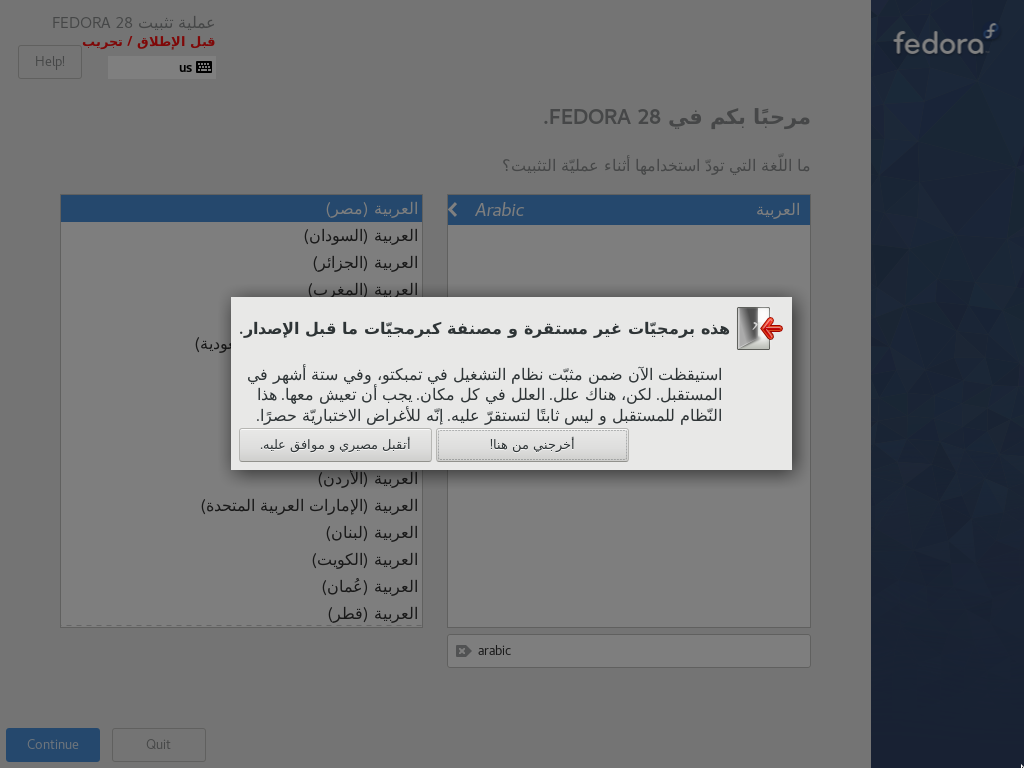 عملية تثبيت FEDORA 28
قبل الإطلاق / تجريب
us
Help!
fedora
مرحبًا بكم في FEDORA 28.
ما اللّغة التي تودّ استخدامها أثناء عمليّة التثبيت؟
العربية Arabic
العربية (مصر)
العربية (السودان)
العربية (الجزائر)
العربية (المغرب)
هذه برمجيّات غير مستقرة و مصنفة كبرمجيّات ما قبل الإصدار.
استيقظت الآن ضمن مثبّت نظام التشغيل في تمبكتو، وفي ستة أشهر في
المستقبل. لكن، هناك علل. العلل في كل مكان. يجب أن تعيش معها. هذا
النّظام للمستقبل و ليس ثابتًا لتستقرّ عليه. إنّه للأغراض الاختباريّة حصرًا.
أخرجني من هنا!
أتقبل مصيري و موافق عليه.
العربية (الأردن)
العربية (الإمارات العربية المتحدة)
العربية (لبنان)
العربية (الكويت)
العربية (عُمان)
العربية (قطر)
arabic
Quit
Continue